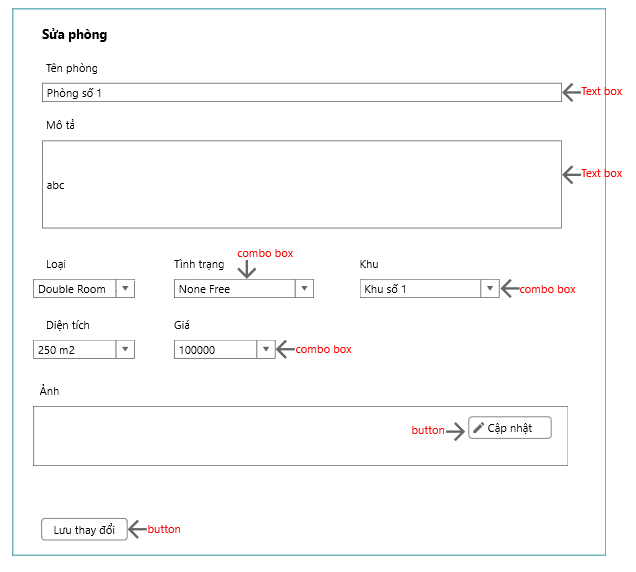 Sửa phòng
Tên phòng
Phòng số 1
Text box
Mô tả
abc
Text box
combo box
Loại
Tình trạng
Khu
Double Room
None Free
Khu số 1
combo box
Diện tích
Giá
250 m2
100000
combo box
Ảnh
button
Cập nhật
Lưu thay đổi
button